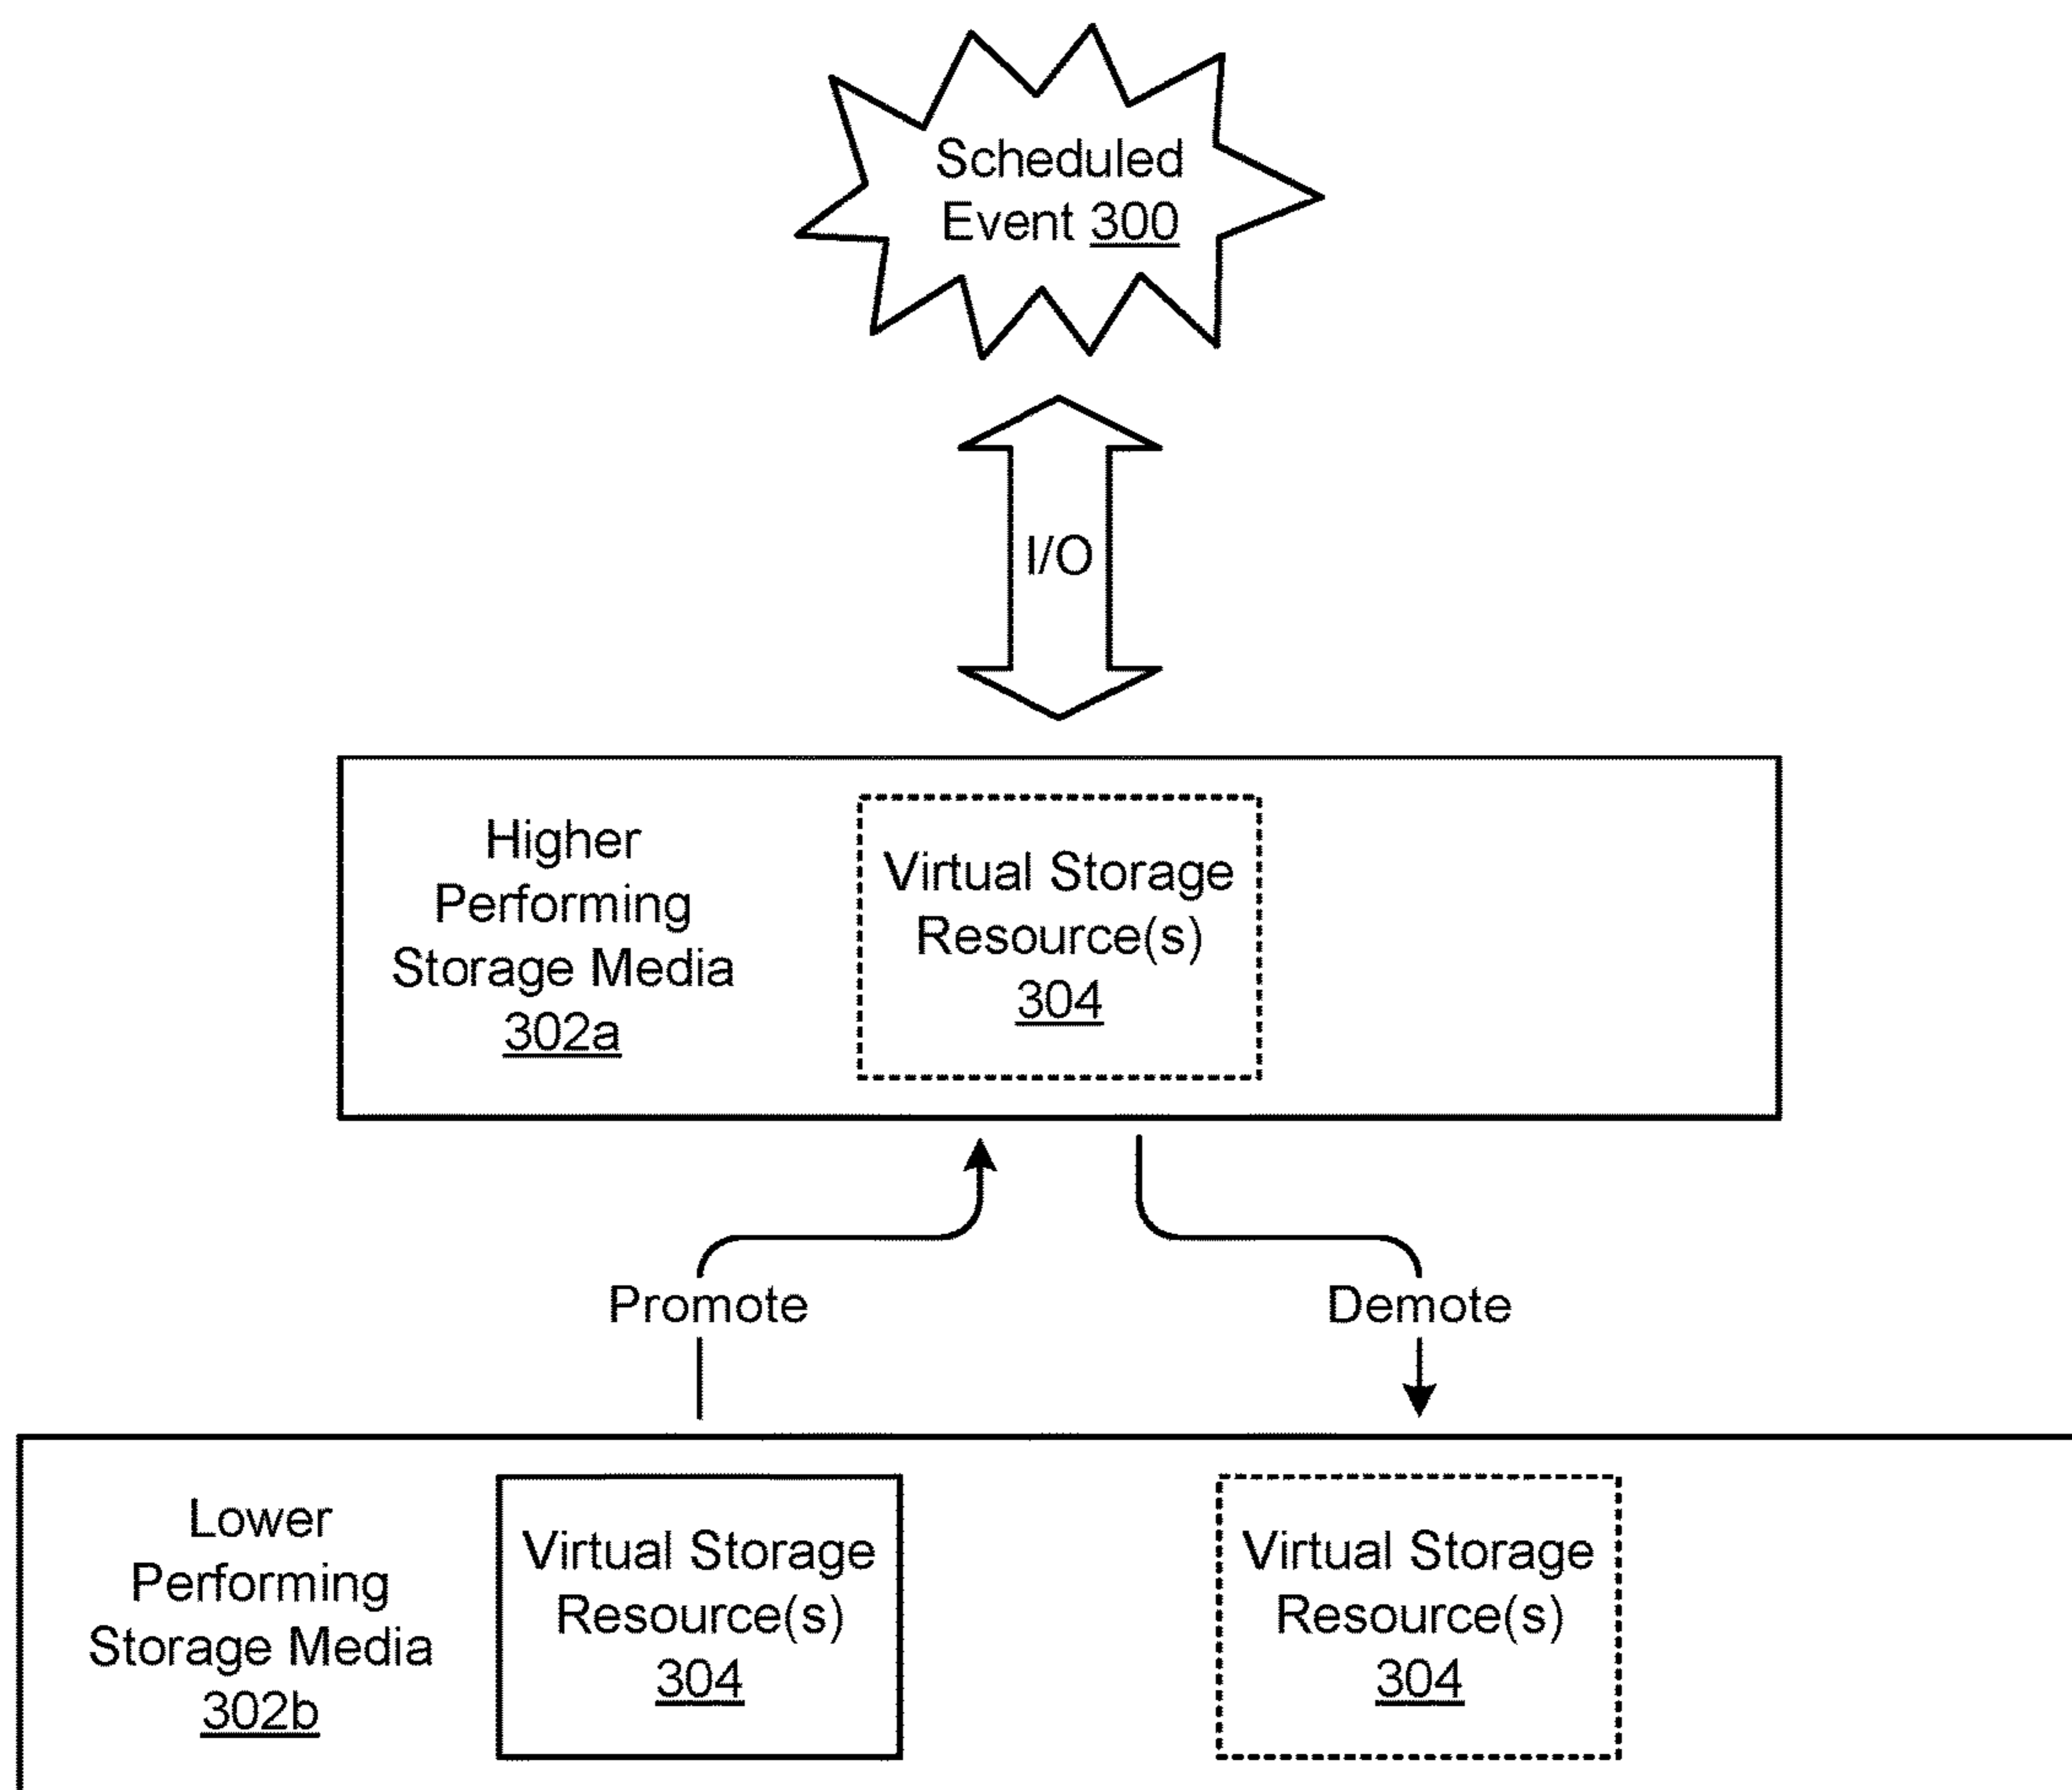 Scheduled
Event 300
I/O
Higher
Performing
Storage Media
302a
Virtual Storage
Resource(s)
304
Promote
Demote
Lower
Performing
Storage Media
302b
Virtual Storage
Resource(s)
304
Virtual Storage
Resource(s)
304